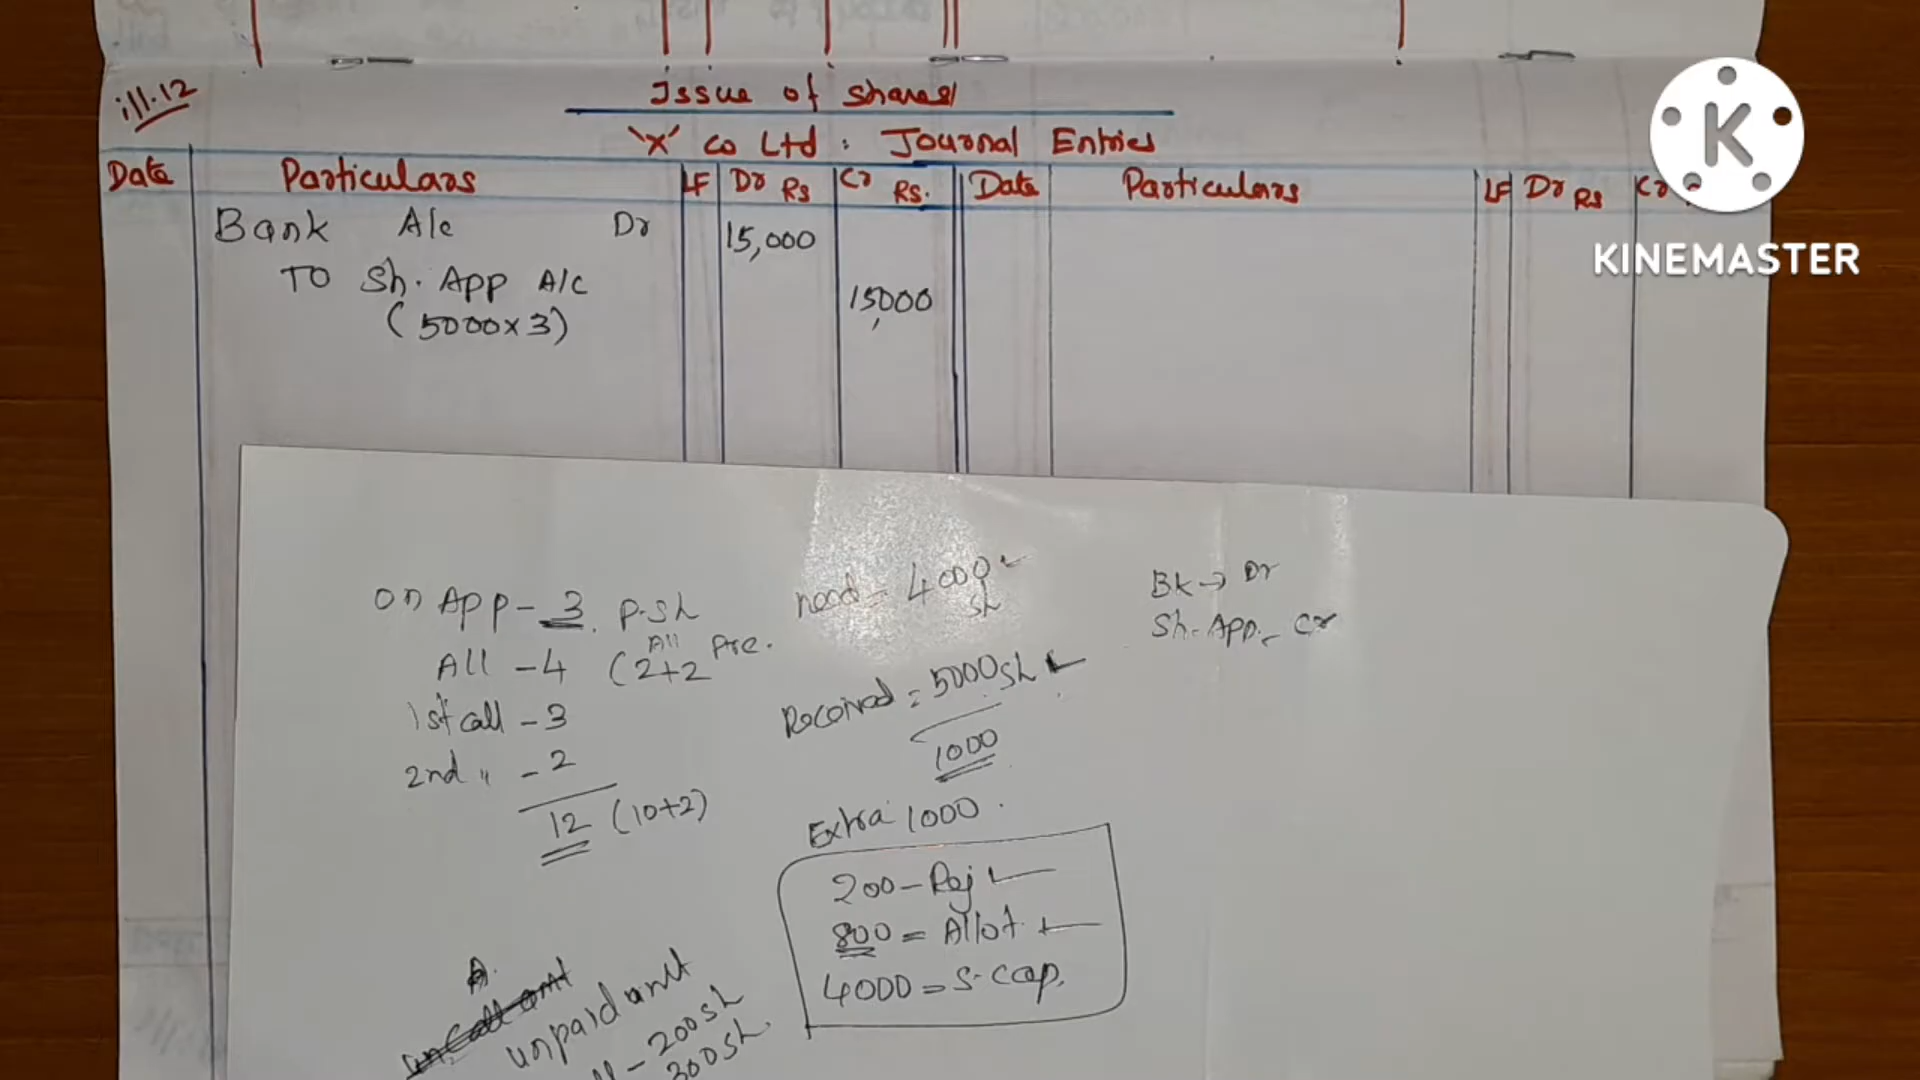 ill.12
Issue of shares
'X' Co Ltd : Journal Entries
Date Particulars LF Dr Rs Cr Rs. Date Particulars LF Dr Rs Cr
Bank A/c Dr 15,000
TO Sh. App A/c 15,000
(5000x3)
On App - 3. P.Sh
All - 4 (2+2 All Pre.
1st call - 3
2nd " - 2
12 (10+2)
need = 4000 sh
Received = 5000 sh
1000
Extra 1000.
200 - Rej
800 = Allot
4000 = S. Cap.
Bk → Dr
Sh. App. - Cr
A.
unpaid amt
- 200 sh
300 sh.
K
KINEMASTER